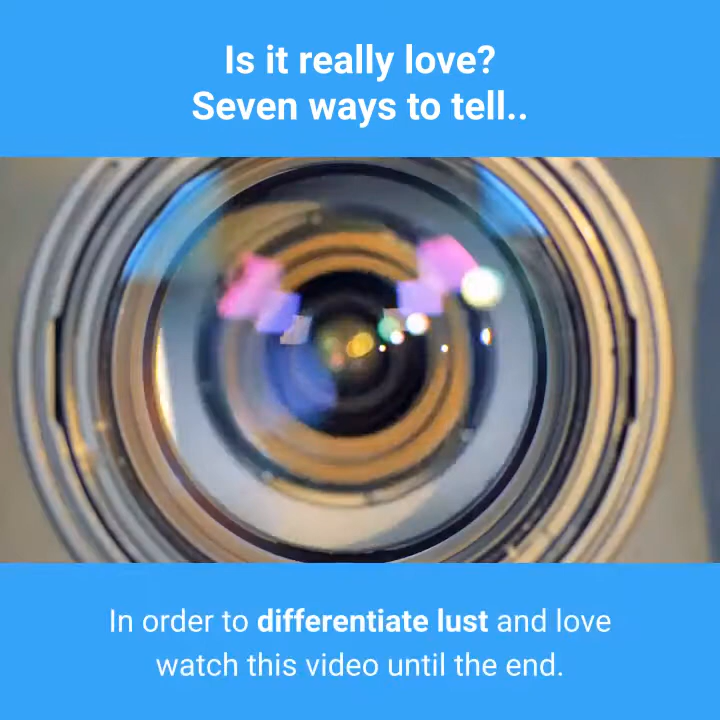 Is it really love?
Seven ways to tell..
In order to differentiate lust and love
watch this video until the end.